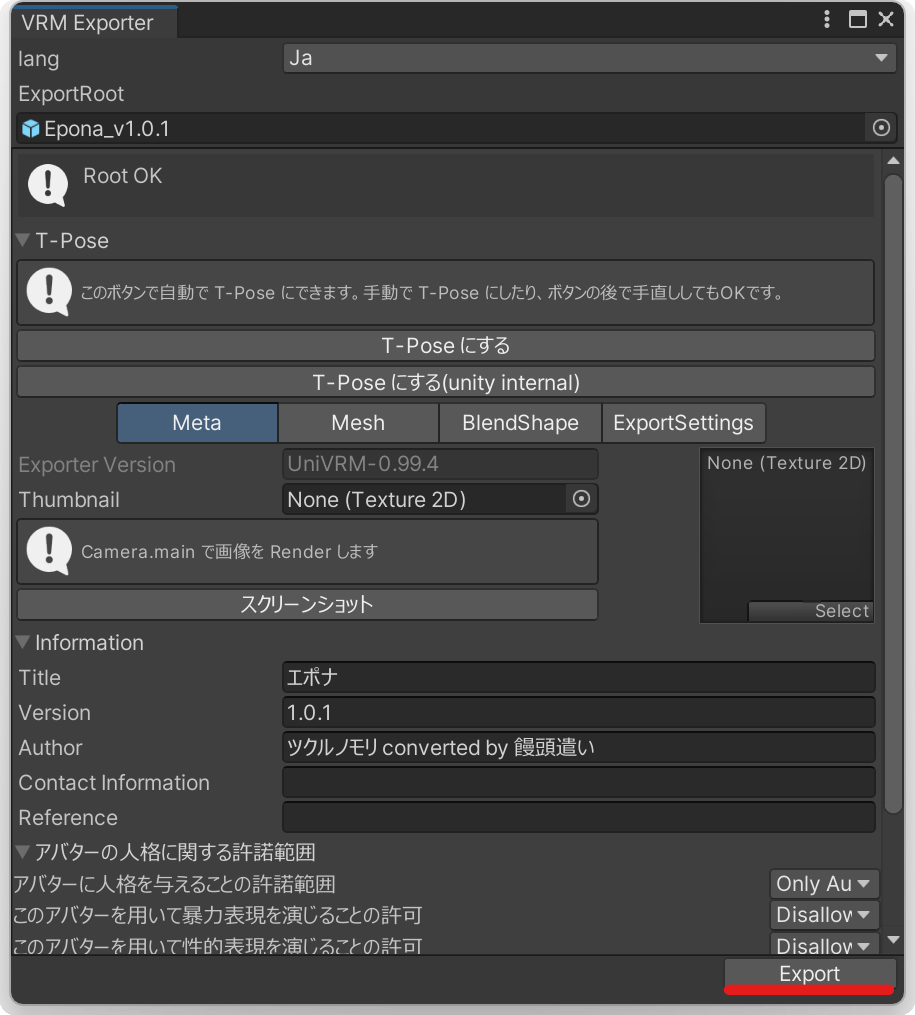 VRM Exporter
lang
Ja
ExportRoot
Epona_v1.0.1
Root OK
T-Pose
このボタンで自動で T-Pose にできます。手動で T-Pose にしたり、ボタンの後で手直ししてもOKです。
T-Pose にする
T-Pose にする(unity internal)
Meta Mesh BlendShape ExportSettings
Exporter Version UniVRM-0.99.4
None (Texture 2D)
Thumbnail None (Texture 2D)
Camera.main で画像を Render します
スクリーンショット
Select
Information
Title エポナ
Version 1.0.1
Author ツクルノモリ converted by 饅頭遣い
Contact Information
Reference
アバターの人格に関する許諾範囲
アバターに人格を与えることの許諾範囲 Only Au
このアバターを用いて暴力表現を演じることの許可 Disallow
このアバターを用いて性的表現を演じることの許可 Disallow
Export